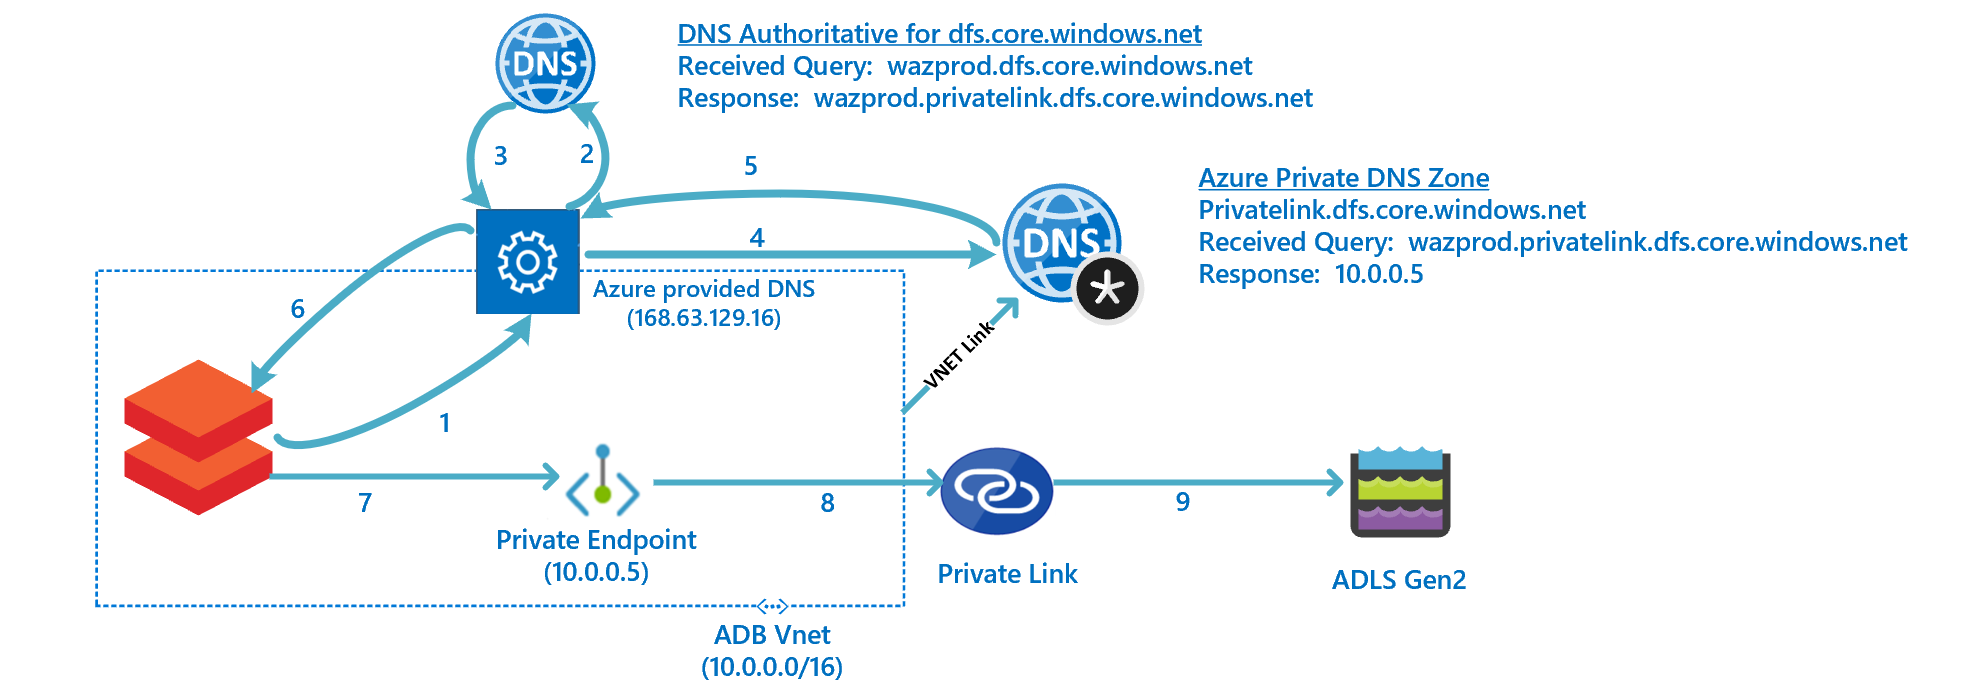 DNS
DNS Authoritative for dfs.core.windows.net
Received Query: wazprod.dfs.core.windows.net
Response: wazprod.privatelink.dfs.core.windows.net
3
2
5
4
DNS
Azure Private DNS Zone
Privatelink.dfs.core.windows.net
Received Query: wazprod.privatelink.dfs.core.windows.net
Response: 10.0.0.5
Azure provided DNS
(168.63.129.16)
6
1
VNET Link
7
8
9
Private Endpoint
(10.0.0.5)
Private Link
ADLS Gen2
ADB Vnet
(10.0.0.0/16)